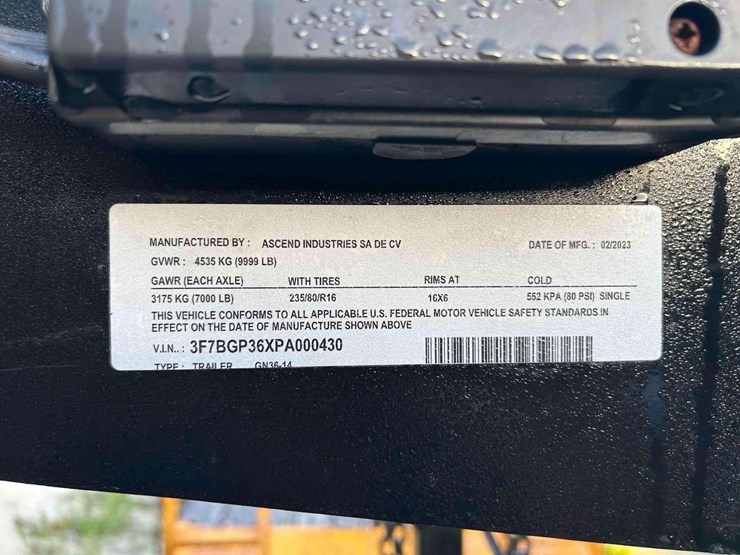 MANUFACTURED BY : ASCEND INDUSTRIES SA DE CV DATE OF MFG. : 02/2023
GVWR : 4535 KG (9999 LB)
GAWR (EACH AXLE) WITH TIRES RIMS AT COLD
3175 KG (7000 LB) 235/80/R16 16X6 552 KPA (80 PSI) SINGLE
THIS VEHICLE CONFORMS TO ALL APPLICABLE U.S. FEDERAL MOTOR VEHICLE SAFETY STANDARDS IN
EFFECT ON THE DATE OF MANUFACTURE SHOWN ABOVE
V.I.N.. : 3F7BGP36XPA000430
TYPE : TRAILER GN36-14